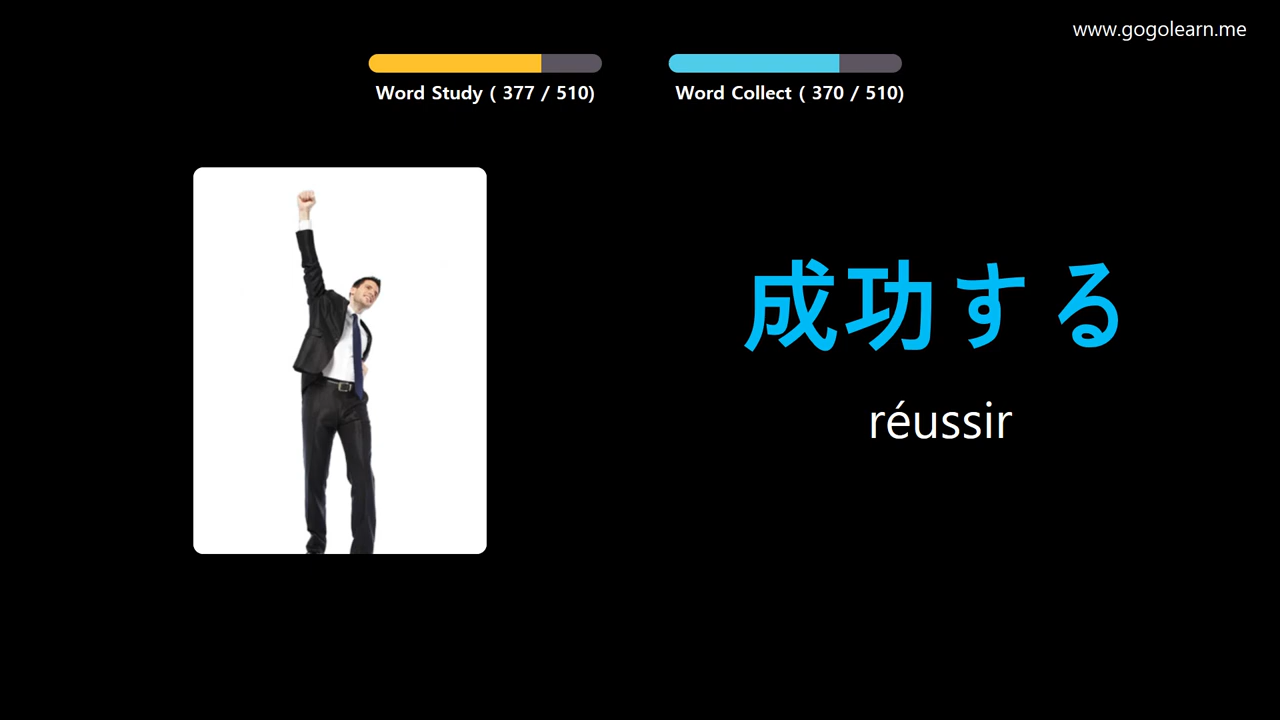 www.gogolearn.me
Word Study ( 377 / 510)
Word Collect ( 370 / 510)
成功する
réussir